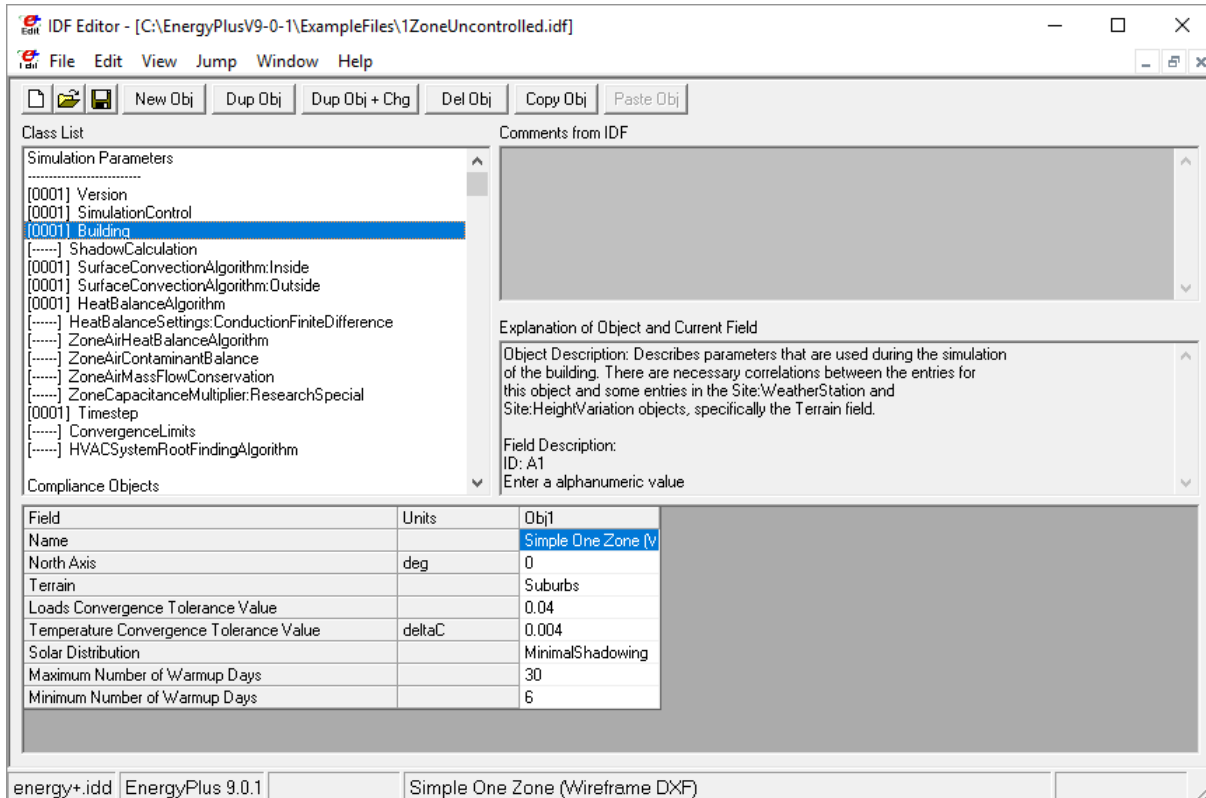 IDF Editor - [C:\EnergyPlusV9-0-1\ExampleFiles\1ZoneUncontrolled.idf]
File Edit View Jump Window Help
New Obj Dup Obj Dup Obj + Chg Del Obj Copy Obj Paste Obj
Class List
Simulation Parameters
----------------------------
[0001] Version
[0001] SimulationControl
[0001] Building
[------] ShadowCalculation
[0001] SurfaceConvectionAlgorithm:Inside
[0001] SurfaceConvectionAlgorithm:Outside
[0001] HeatBalanceAlgorithm
[------] HeatBalanceSettings:ConductionFiniteDifference
[------] ZoneAirHeatBalanceAlgorithm
[------] ZoneAirContaminantBalance
[------] ZoneAirMassFlowConservation
[------] ZoneCapacitanceMultiplier:ResearchSpecial
[0001] Timestep
[------] ConvergenceLimits
[------] HVACSystemRootFindingAlgorithm
Compliance Objects
Comments from IDF
Explanation of Object and Current Field
Object Description: Describes parameters that are used during the simulation
of the building. There are necessary correlations between the entries for
this object and some entries in the Site:WeatherStation and
Site:HeightVariation objects, specifically the Terrain field.
Field Description:
ID: A1
Enter a alphanumeric value
Field Units Obj1
Name Simple One Zone (W
North Axis deg 0
Terrain Suburbs
Loads Convergence Tolerance Value 0.04
Temperature Convergence Tolerance Value deltaC 0.004
Solar Distribution MinimalShadowing
Maximum Number of Warmup Days 30
Minimum Number of Warmup Days 6
energy+.idd EnergyPlus 9.0.1 Simple One Zone (Wireframe DXF)